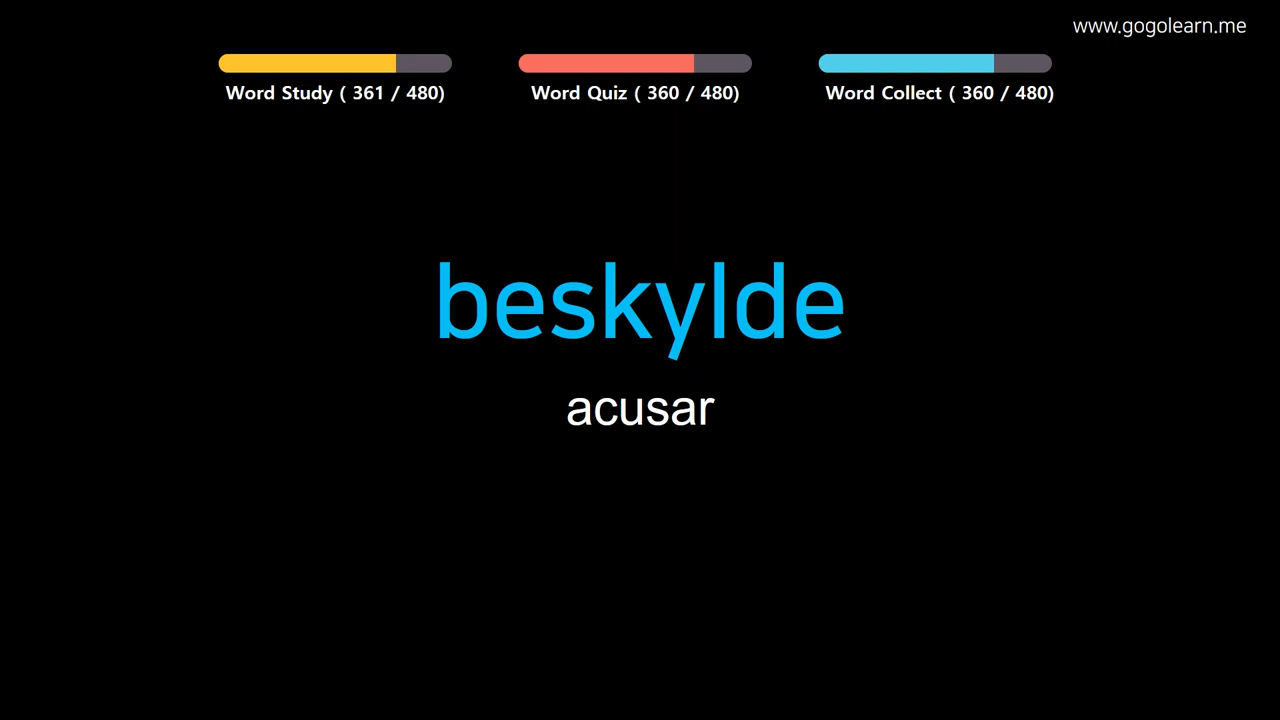 www.gogolearn.me
Word Study ( 361 / 480)
Word Quiz ( 360 / 480)
Word Collect ( 360 / 480)
beskylde
acusar